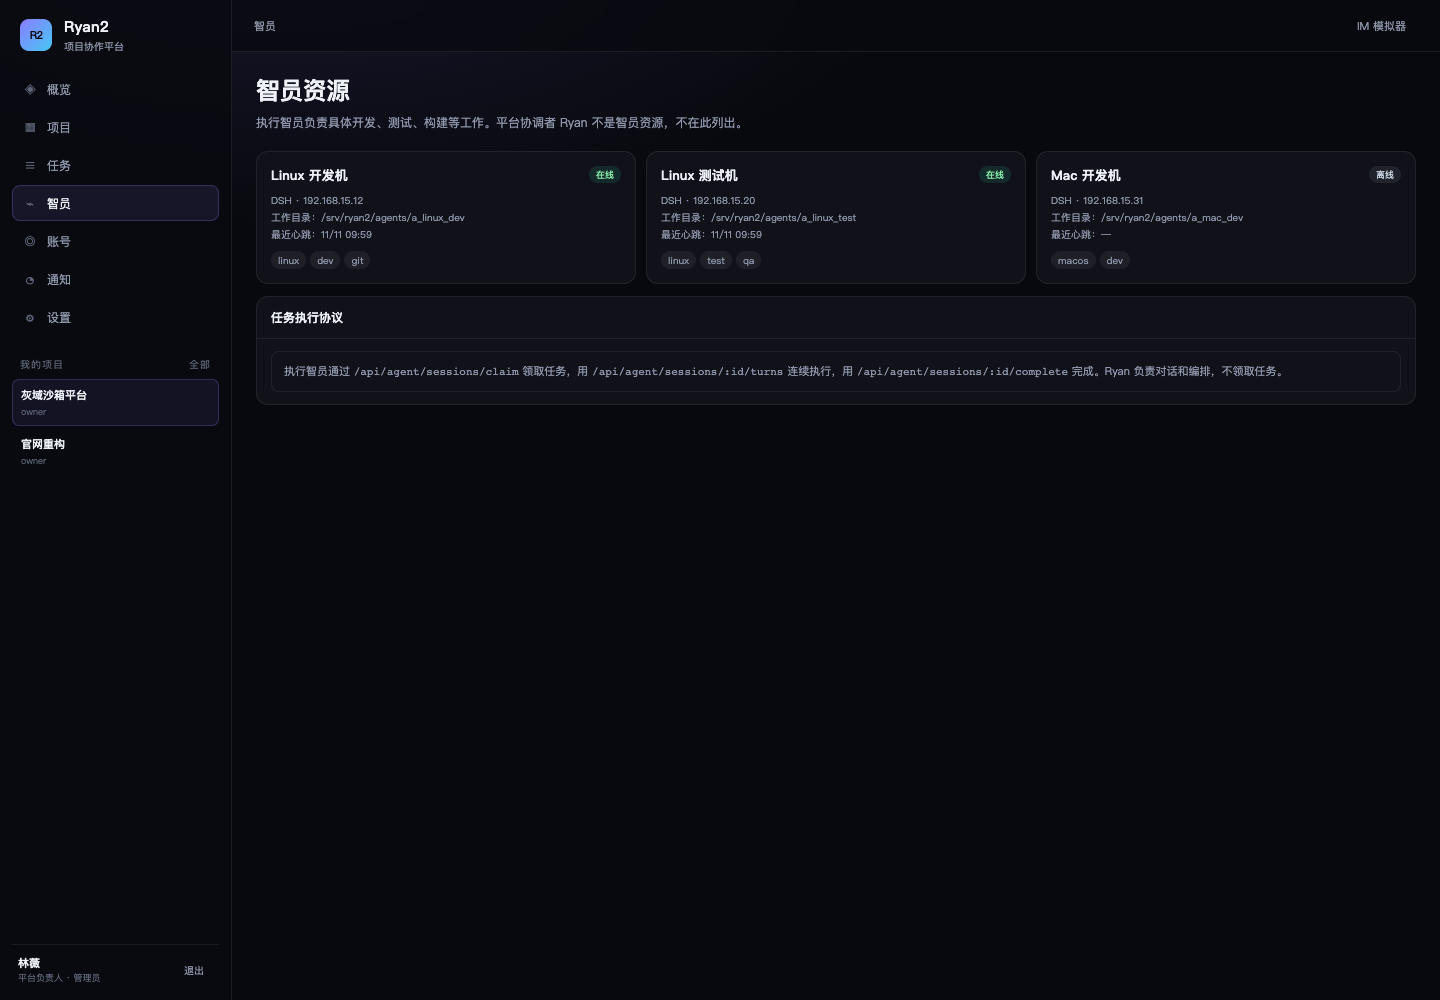 R2
Ryan2
项目协作平台
概览
项目
任务
智员
账号
通知
设置
我的项目 全部
灰域沙箱平台
owner
官网重构
owner
林薇
平台负责人 · 管理员
退出
智员 IM 模拟器
智员资源
执行智员负责具体开发、测试、构建等工作。平台协调者 Ryan 不是智员资源，不在此列出。
Linux 开发机 在线
DSH · 192.168.15.12
工作目录：/srv/ryan2/agents/a_linux_dev
最近心跳：11/11 09:59
linux dev git
Linux 测试机 在线
DSH · 192.168.15.20
工作目录：/srv/ryan2/agents/a_linux_test
最近心跳：11/11 09:59
linux test qa
Mac 开发机 离线
DSH · 192.168.15.31
工作目录：/srv/ryan2/agents/a_mac_dev
最近心跳：—
macos dev
任务执行协议
执行智员通过 /api/agent/sessions/claim 领取任务，用 /api/agent/sessions/:id/turns 连续执行，用 /api/agent/sessions/:id/complete 完成。Ryan 负责对话和编排，不领取任务。